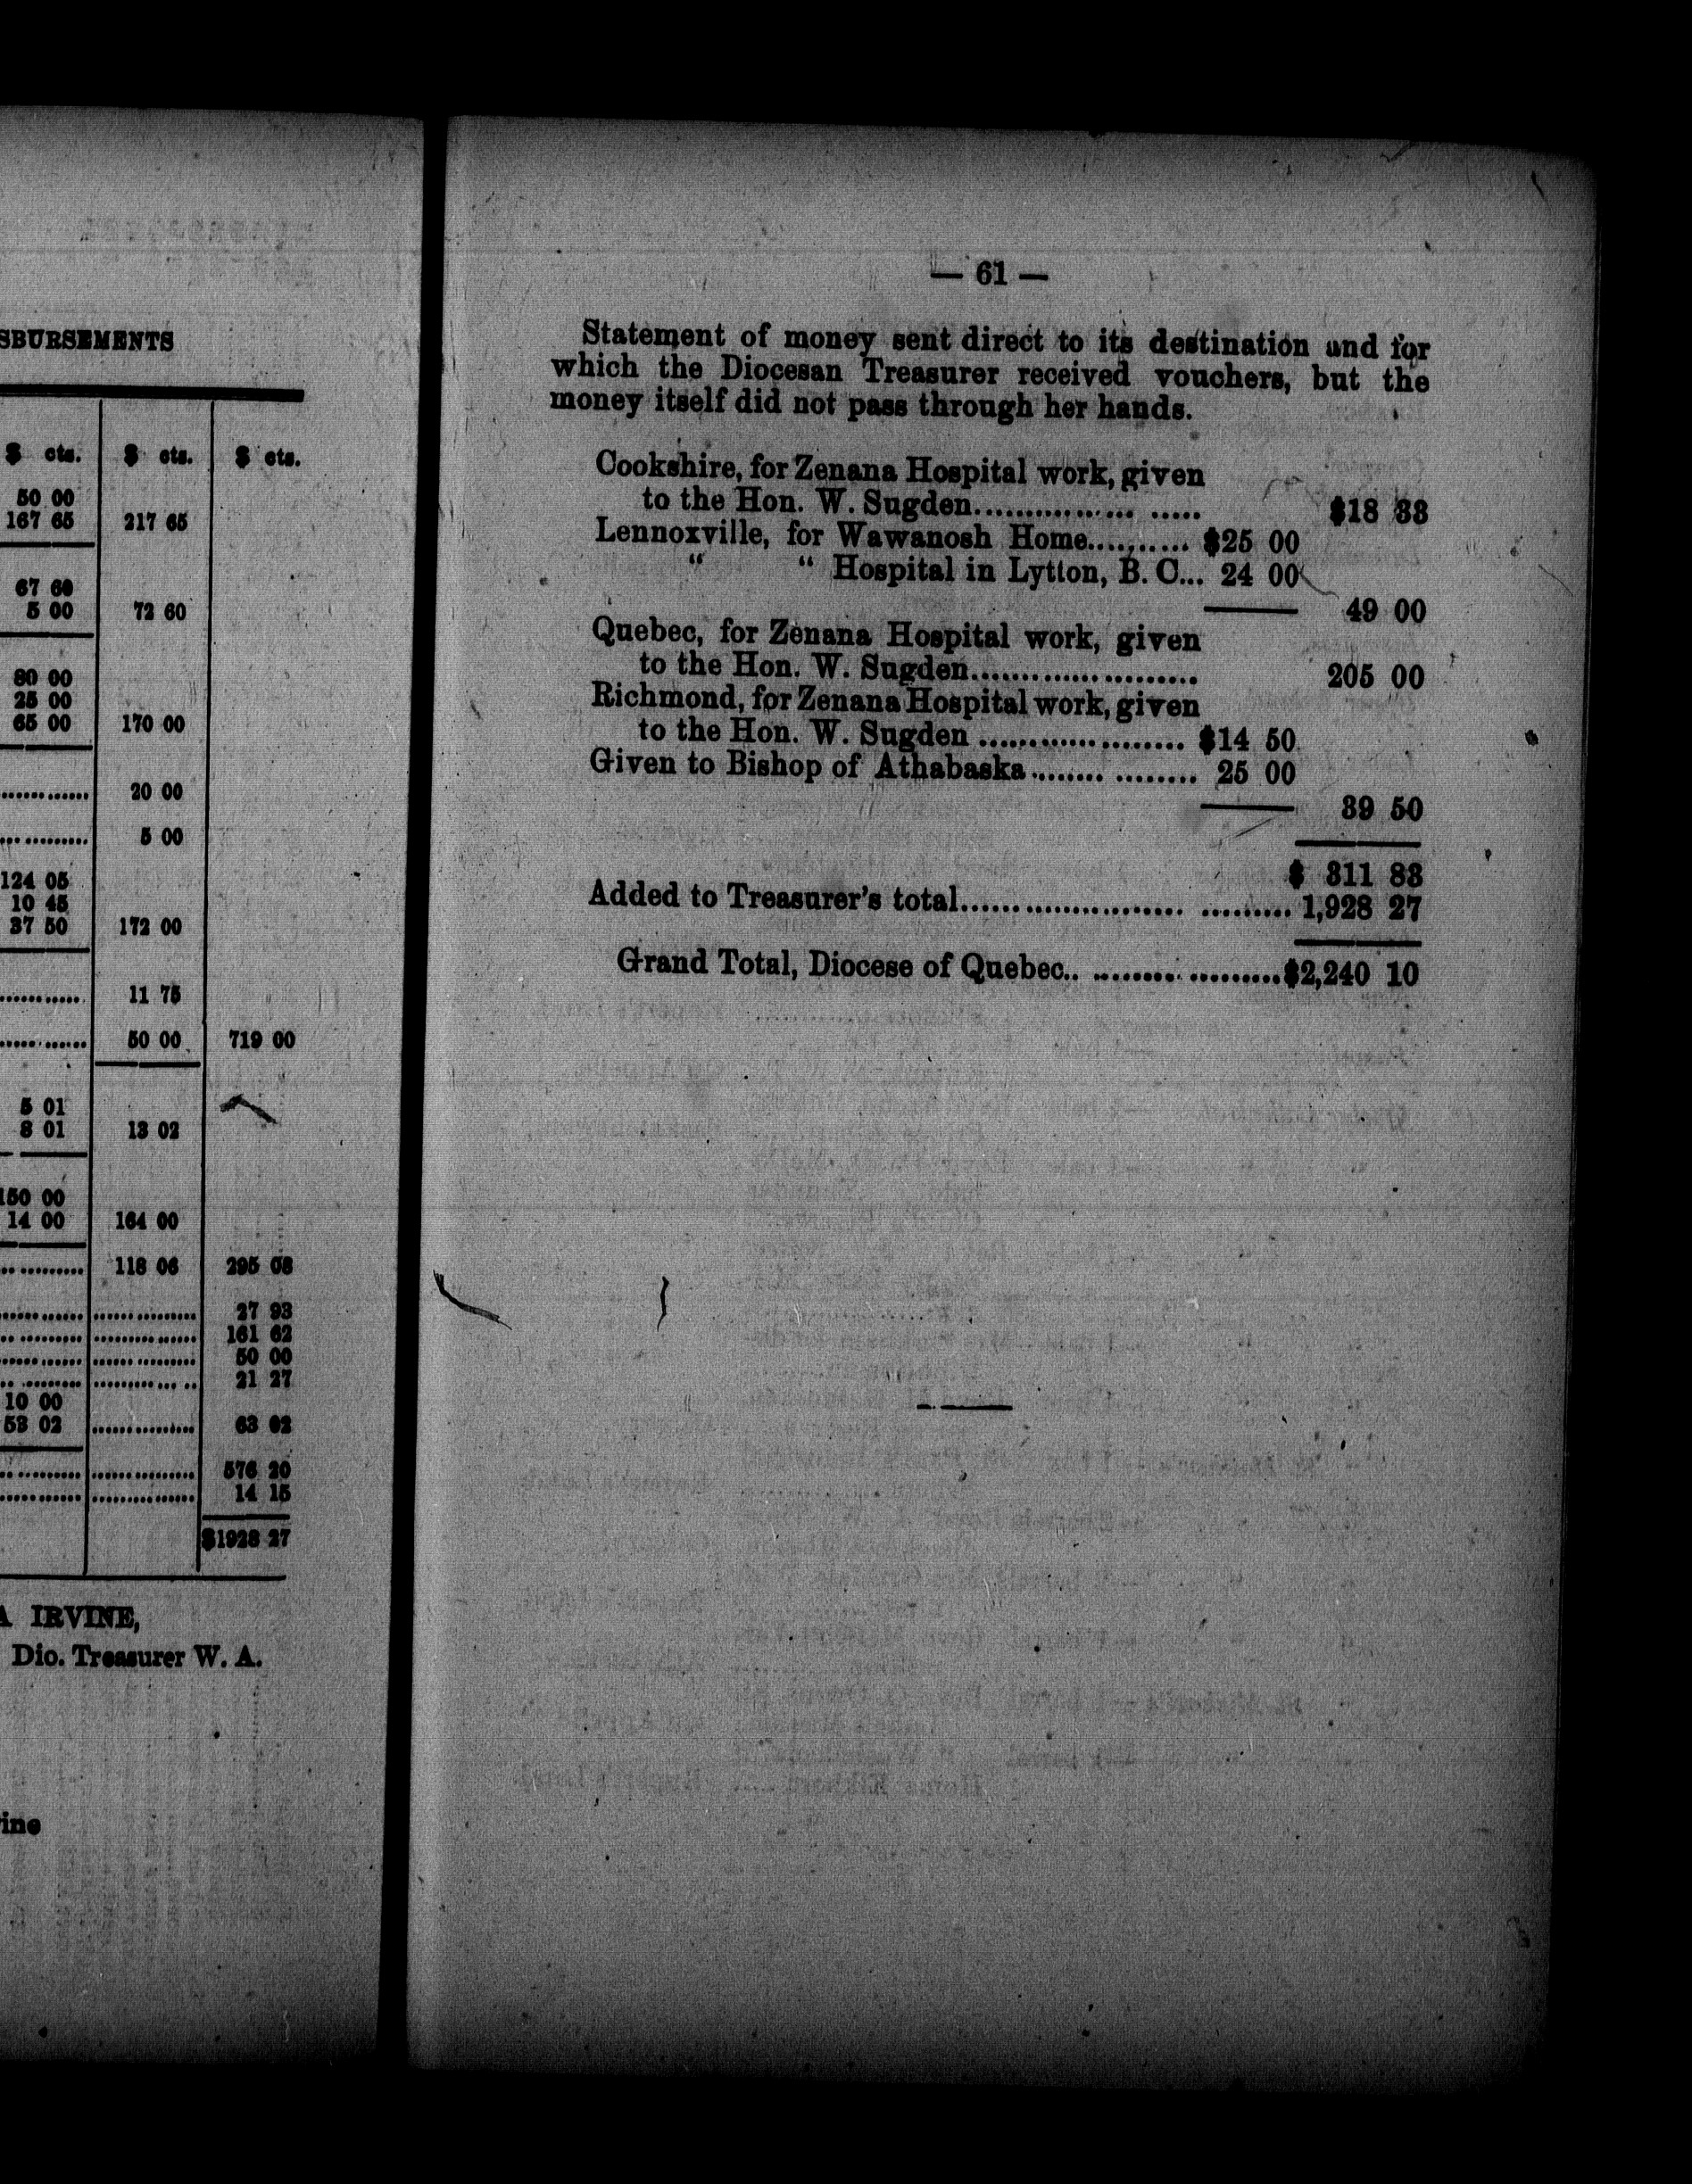 SBURSEMENTS
$ cts. $ cts. $ cts.
50 00
167 65 217 65
67 60
5 00 72 60
80 00
25 00
65 00 170 00
............ 20 00
............ 5 00
124 05
10 45
37 50 172 00
............ 11 75
............ 50 00 719 00
5 01
8 01 13 02
150 00
14 00 164 00
............ 118 06 295 08
............ ............... 27 93
............ ............... 161 62
............ ............... 50 00
............ ............... 21 27
10 00
53 02 ............... 63 02
............ ............... 576 20
............ ............... 14 15
$1928 27
A IRVINE,
Dio. Treasurer W. A.
ine
— 61 —
Statement of money sent direct to its destination and for
which the Diocesan Treasurer received vouchers, but the
money itself did not pass through her hands.
Cookshire, for Zenana Hospital work, given
to the Hon. W. Sugden..................... $18 33
Lennoxville, for Wawanosh Home.......... $25 00
“ “ Hospital in Lytton, B. C... 24 00
49 00
Quebec, for Zenana Hospital work, given
to the Hon. W. Sugden..................... 205 00
Richmond, for Zenana Hospital work, given
to the Hon. W. Sugden .................... $14 50
Given to Bishop of Athabaska........ ........ 25 00
39 50
$ 311 83
Added to Treasurer's total...................... ......... 1,928 27
Grand Total, Diocese of Quebec.. .......... .........$2,240 10